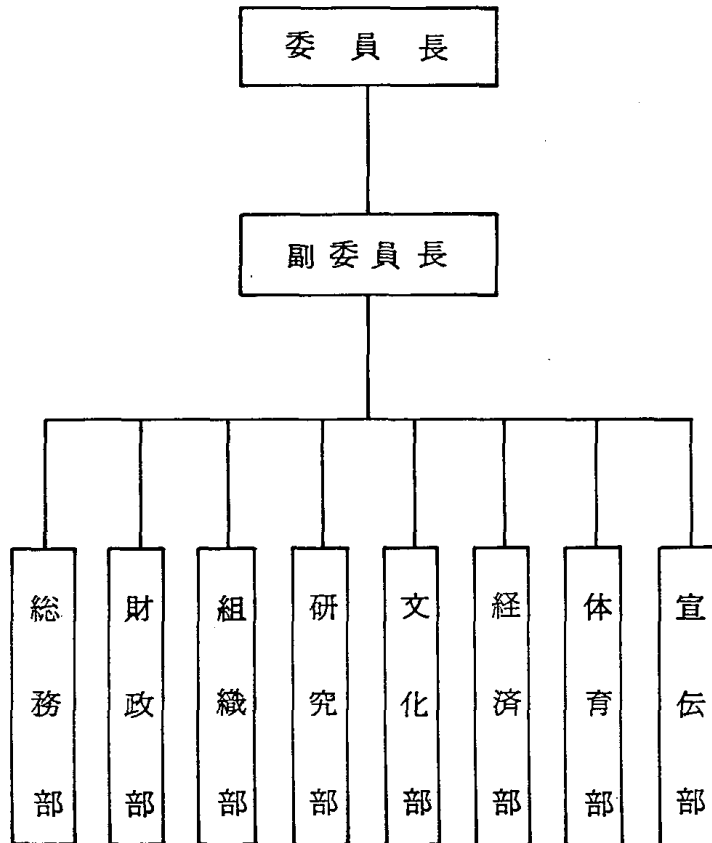 委員長
副委員長
総務部
財政部
組織部
研究部
文化部
経済部
体育部
宣伝部